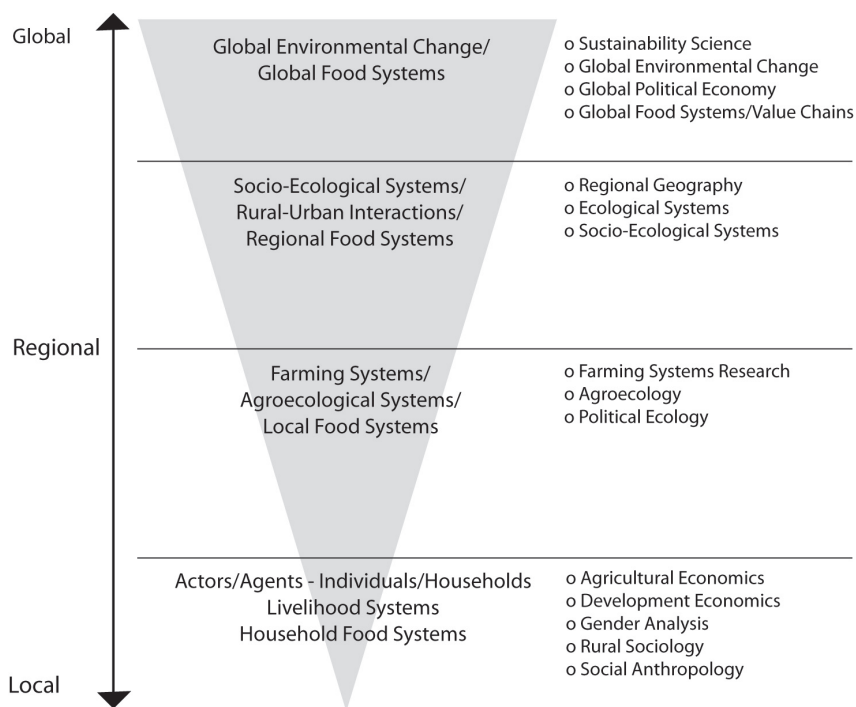 Global
Global Environmental Change/
Global Food Systems
o Sustainability Science
o Global Environmental Change
o Global Political Economy
o Global Food Systems/Value Chains
Socio-Ecological Systems/
Rural-Urban Interactions/
Regional Food Systems
o Regional Geography
o Ecological Systems
o Socio-Ecological Systems
Regional
Farming Systems/
Agroecological Systems/
Local Food Systems
o Farming Systems Research
o Agroecology
o Political Ecology
Actors/Agents - Individuals/Households
Livelihood Systems
Household Food Systems
o Agricultural Economics
o Development Economics
o Gender Analysis
o Rural Sociology
o Social Anthropology
Local